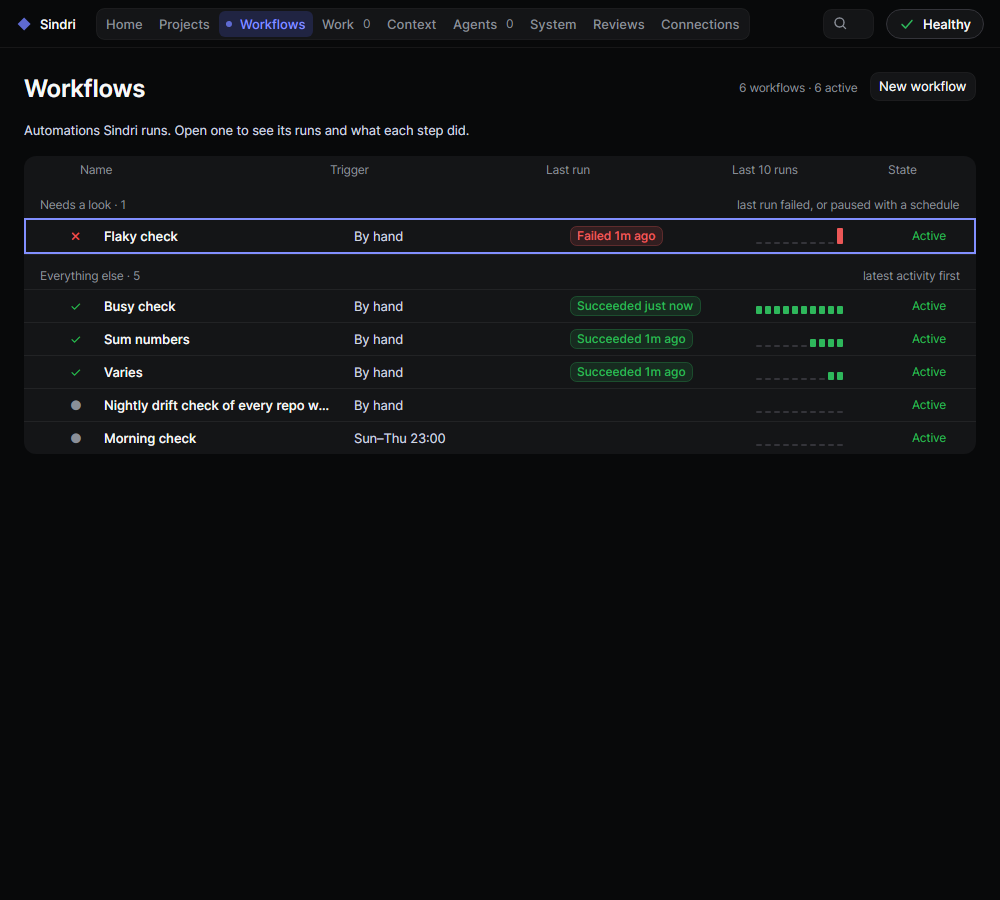 Sindri Home Projects Workflows Work 0 Context Agents 0 System Reviews Connections Healthy
Workflows 6 workflows · 6 active New workflow
Automations Sindri runs. Open one to see its runs and what each step did.
Name Trigger Last run Last 10 runs State
Needs a look · 1 last run failed, or paused with a schedule
Flaky check By hand Failed 1m ago Active
Everything else · 5 latest activity first
Busy check By hand Succeeded just now Active
Sum numbers By hand Succeeded 1m ago Active
Varies By hand Succeeded 1m ago Active
Nightly drift check of every repo w... By hand Active
Morning check Sun–Thu 23:00 Active